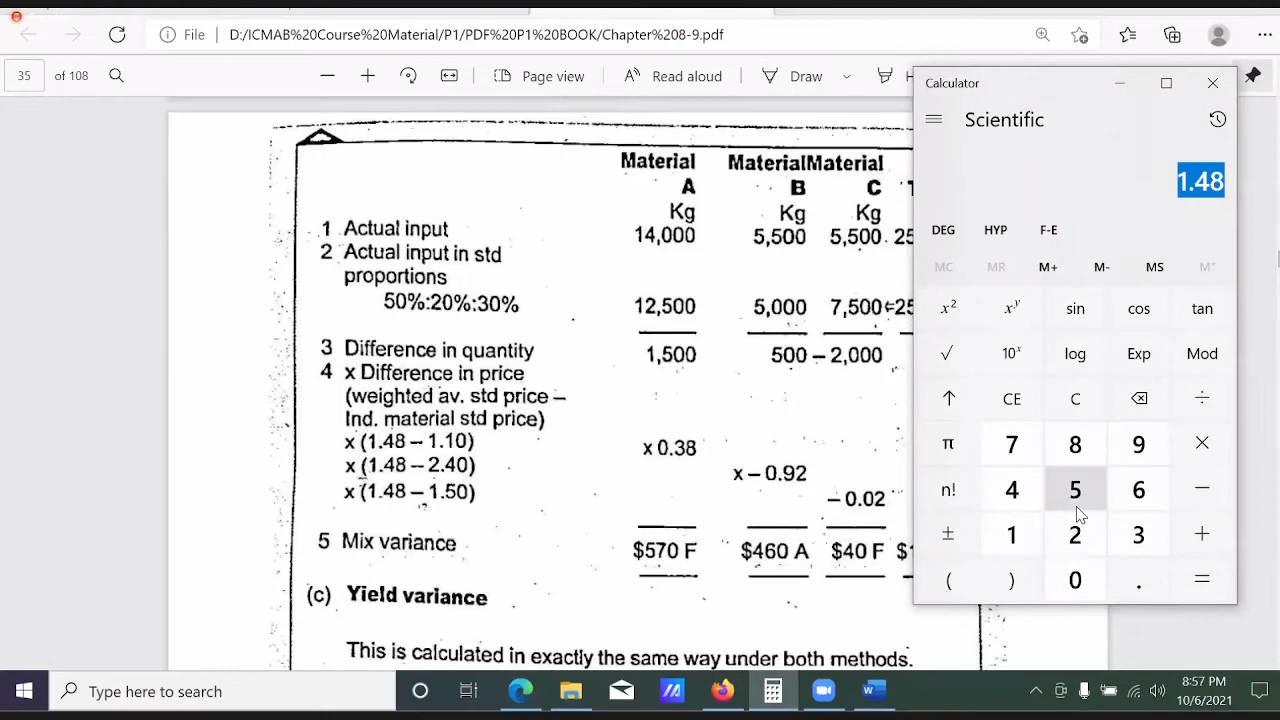 File D:/ICMAB%20Course%20Material/P1/PDF%20P1%20BOOK/Chapter%208-9.pdf
35 of 108 Page view Read aloud Draw H
Material MaterialMaterial
A B C T
Kg Kg Kg
1 Actual input 14,000 5,500 5,500 25
2 Actual input in std
proportions
50%:20%:30% 12,500 5,000 7,500←25
3 Difference in quantity 1,500 500 – 2,000
4 x Difference in price
(weighted av. std price –
Ind. material std price)
x (1.48 – 1.10) x 0.38
x (1.48 – 2.40) x – 0.92
x (1.48 – 1.50) – 0.02
5 Mix variance $570 F $460 A $40 F $1
(c) Yield variance
This is calculated in exactly the same way under both methods.
Calculator
Scientific
1.48
DEG HYP F-E
MC MR M+ M- MS M˅
x² xʸ sin cos tan
√ 10ˣ log Exp Mod
↑ CE C ÷
π 7 8 9 ×
n! 4 5 6 −
± 1 2 3 +
( ) 0 . =
Type here to search
8:57 PM
10/6/2021